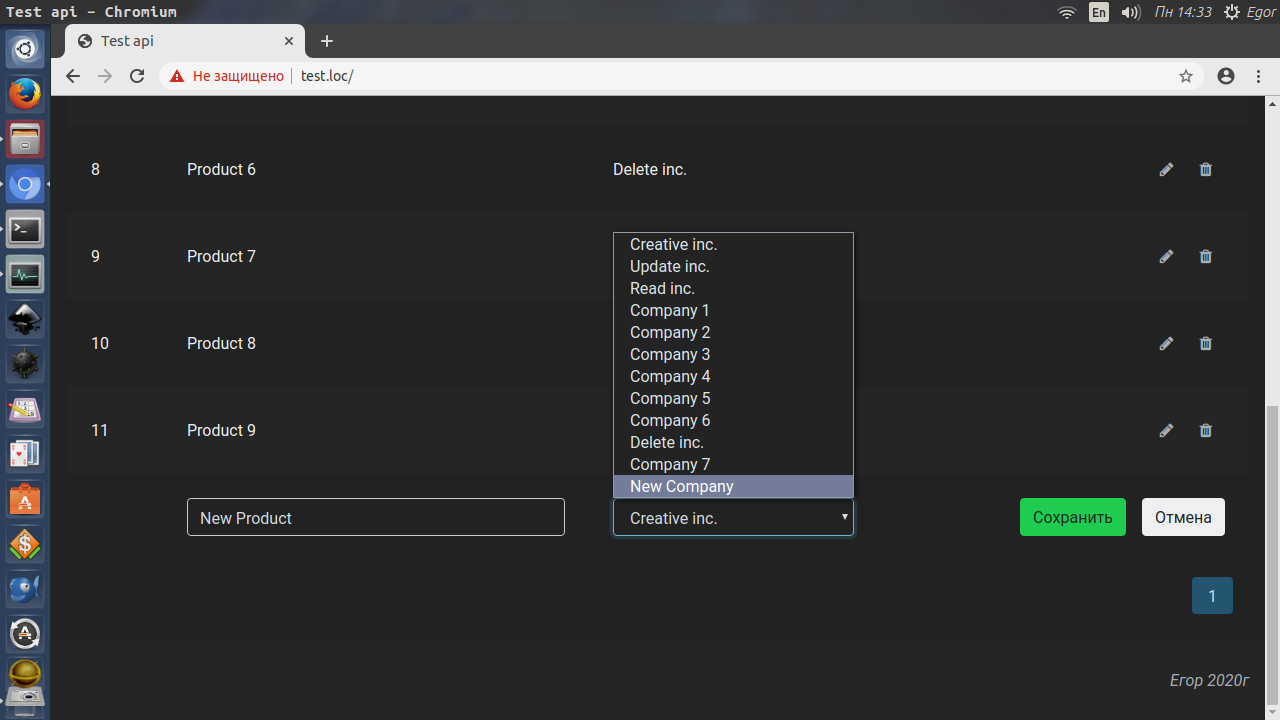 Test api - Chromium
En
Пн 14:33
Egor
Test api
Не защищено
test.loc/
8 Product 6 Delete inc.
9 Product 7
Creative inc.
Update inc.
Read inc.
Company 1
Company 2
10 Product 8
Company 3
Company 4
Company 5
Company 6
11 Product 9
Delete inc.
Company 7
New Company
New Product Creative inc. Сохранить Отмена
1
Егор 2020г